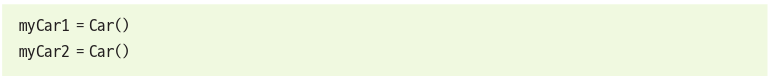 myCar1 = Car()
myCar2 = Car()